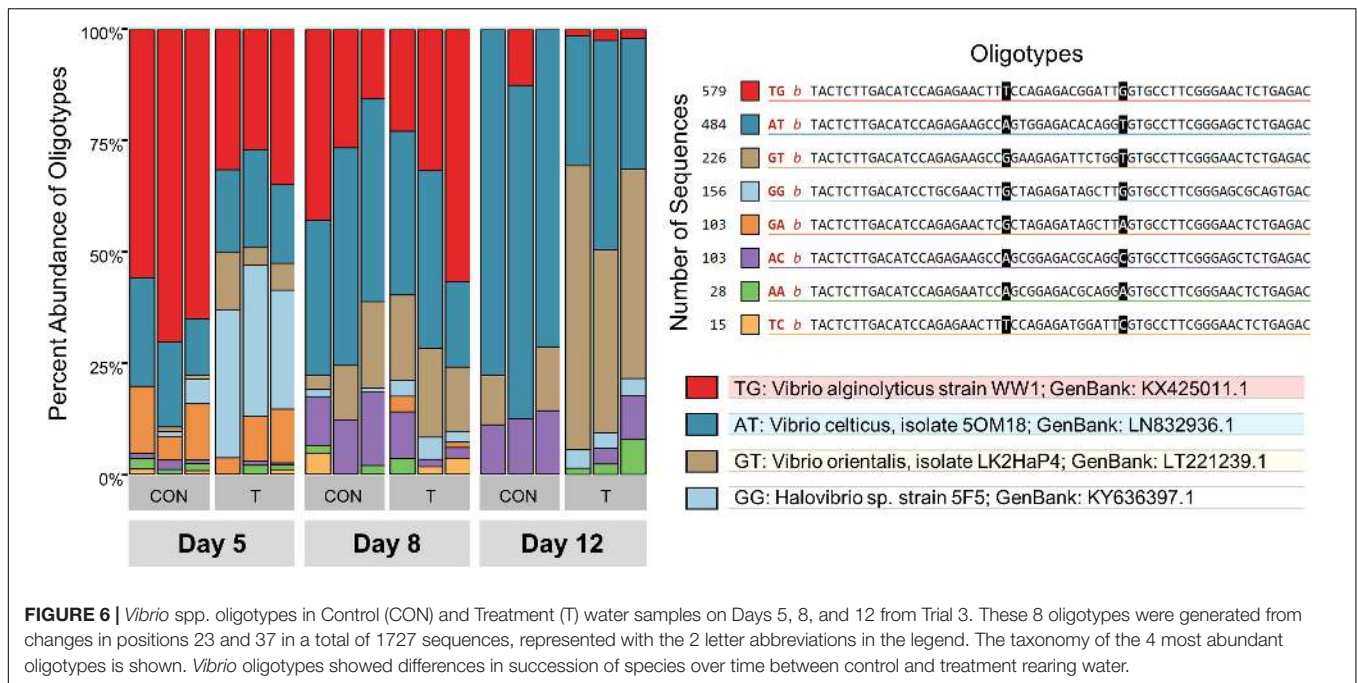 100%
75%
50%
25%
0%
Percent Abundance of Oligotypes
CON
T
CON
T
CON
T
Day 5
Day 8
Day 12
Oligotypes
Number of Sequences
579 TG b TACTCTTGACATCCAGAGAACTTTCCAGAGACGGATTGGTGCCTTCGGGAACTCTGAGAC
484 AT b TACTCTTGACATCCAGAGAAGCCAGTGGAGACACAGGTGTGCCTTCGGGAGCTCTGAGAC
226 GT b TACTCTTGACATCCAGAGAAGCCGGAAGAGATTCTGGTGTGCCTTCGGGAACTCTGAGAC
156 GG b TACTCTTGACATCCTGCGAACTTGCTAGAGATAGCTTGGTGCCTTCGGGAGCGCAGTGAC
103 GA b TACTCTTGACATCCAGAGAACTCGCTAGAGATAGCTTAGTGCCTTCGGGAACTCTGAGAC
103 AC b TACTCTTGACATCCAGAGAAGCCAGCGGAGACGCAGGCGTGCCTTCGGGAGCTCTGAGAC
28 AA b TACTCTTGACATCCAGAGAATCCAGCGGAGACGCAGGAGTGCCTTCGGGAACTCTGAGAC
15 TC b TACTCTTGACATCCAGAGAACTTTCCAGAGATGGATTCGTGCCTTCGGGAACTCTGAGAC
TG: Vibrio alginolyticus strain WW1; GenBank: KX425011.1
AT: Vibrio celticus, isolate 5OM18; GenBank: LN832936.1
GT: Vibrio orientalis, isolate LK2HaP4; GenBank: LT221239.1
GG: Halovibrio sp. strain 5F5; GenBank: KY636397.1
FIGURE 6 | Vibrio spp. oligotypes in Control (CON) and Treatment (T) water samples on Days 5, 8, and 12 from Trial 3. These 8 oligotypes were generated from
changes in positions 23 and 37 in a total of 1727 sequences, represented with the 2 letter abbreviations in the legend. The taxonomy of the 4 most abundant
oligotypes is shown. Vibrio oligotypes showed differences in succession of species over time between control and treatment rearing water.